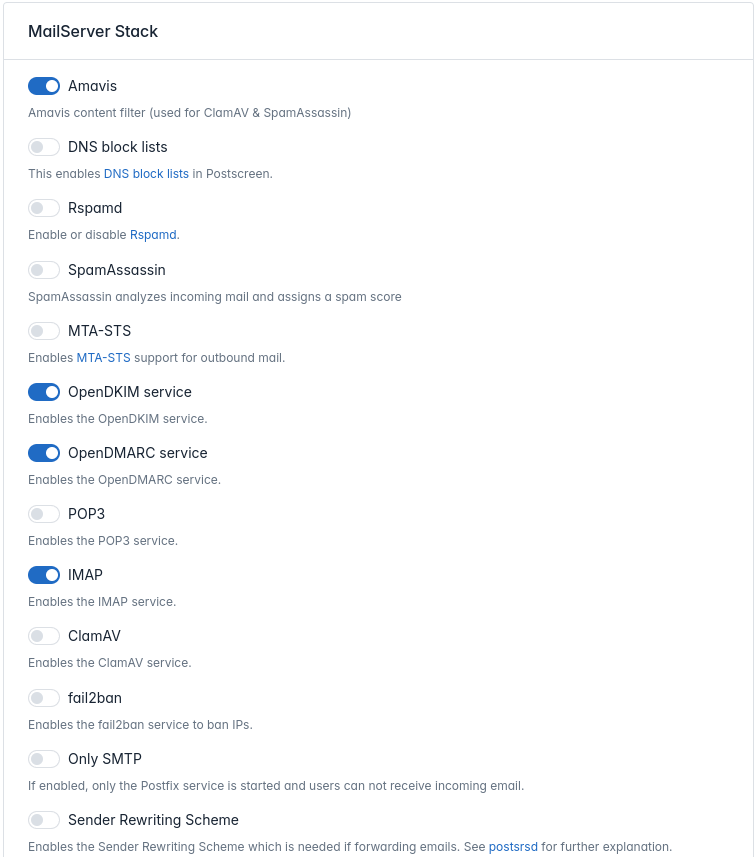 MailServer Stack
Amavis
Amavis content filter (used for ClamAV & SpamAssassin)
DNS block lists
This enables DNS block lists in Postscreen.
Rspamd
Enable or disable Rspamd.
SpamAssassin
SpamAssassin analyzes incoming mail and assigns a spam score
MTA-STS
Enables MTA-STS support for outbound mail.
OpenDKIM service
Enables the OpenDKIM service.
OpenDMARC service
Enables the OpenDMARC service.
POP3
Enables the POP3 service.
IMAP
Enables the IMAP service.
ClamAV
Enables the ClamAV service.
fail2ban
Enables the fail2ban service to ban IPs.
Only SMTP
If enabled, only the Postfix service is started and users can not receive incoming email.
Sender Rewriting Scheme
Enables the Sender Rewriting Scheme which is needed if forwarding emails. See postsrsd for further explanation.